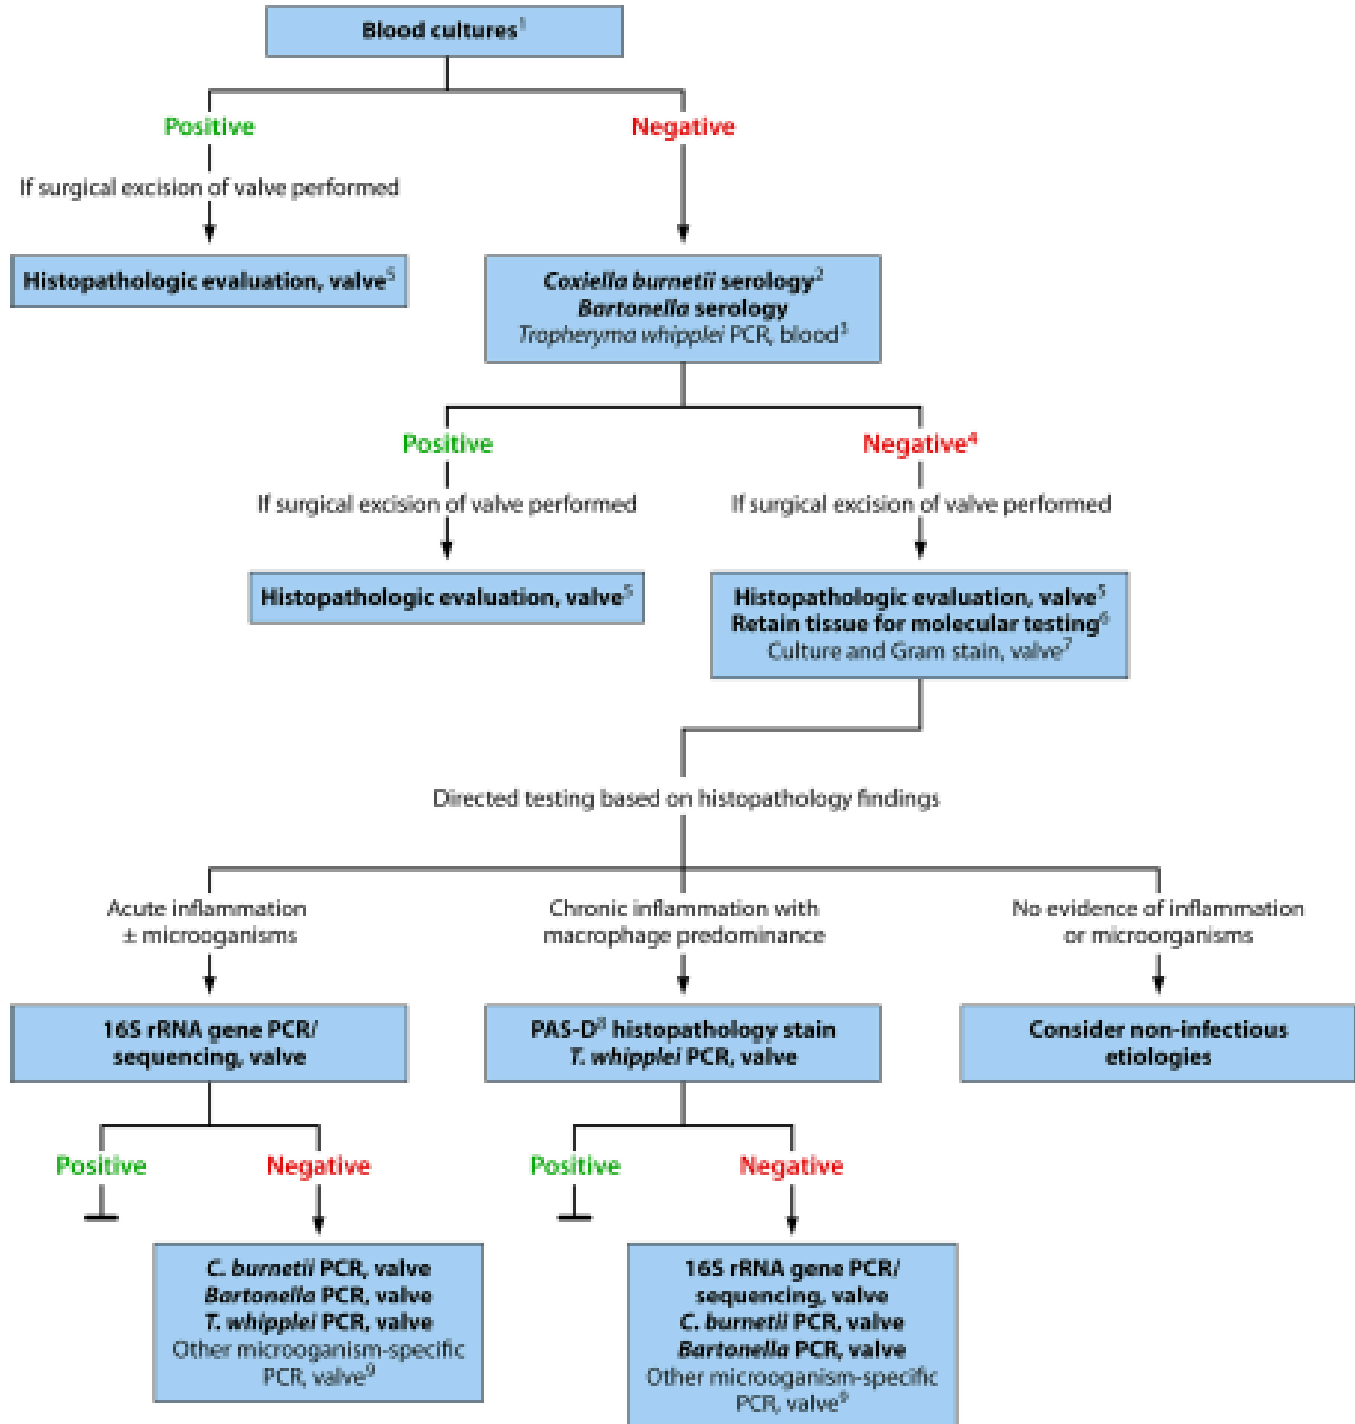 Blood cultures¹
Positive
Negative
If surgical excision of valve performed
Histopathologic evaluation, valve⁵
Coxiella burnetii serology²
Bartonella serology
Tropheryma whipplei PCR, blood³
Positive
Negative⁴
If surgical excision of valve performed
If surgical excision of valve performed
Histopathologic evaluation, valve⁵
Histopathologic evaluation, valve⁵
Retain tissue for molecular testing⁶
Culture and Gram stain, valve⁷
Directed testing based on histopathology findings
Acute inflammation
± microoganisms
Chronic inflammation with
macrophage predominance
No evidence of inflammation
or microorganisms
16S rRNA gene PCR/
sequencing, valve
PAS-D⁸ histopathology stain
T. whipplei PCR, valve
Consider non-infectious
etiologies
Positive
Negative
Positive
Negative
C. burnetii PCR, valve
Bartonella PCR, valve
T. whipplei PCR, valve
Other microoganism-specific
PCR, valve⁹
16S rRNA gene PCR/
sequencing, valve
C. burnetii PCR, valve
Bartonella PCR, valve
Other microoganism-specific
PCR, valve⁹